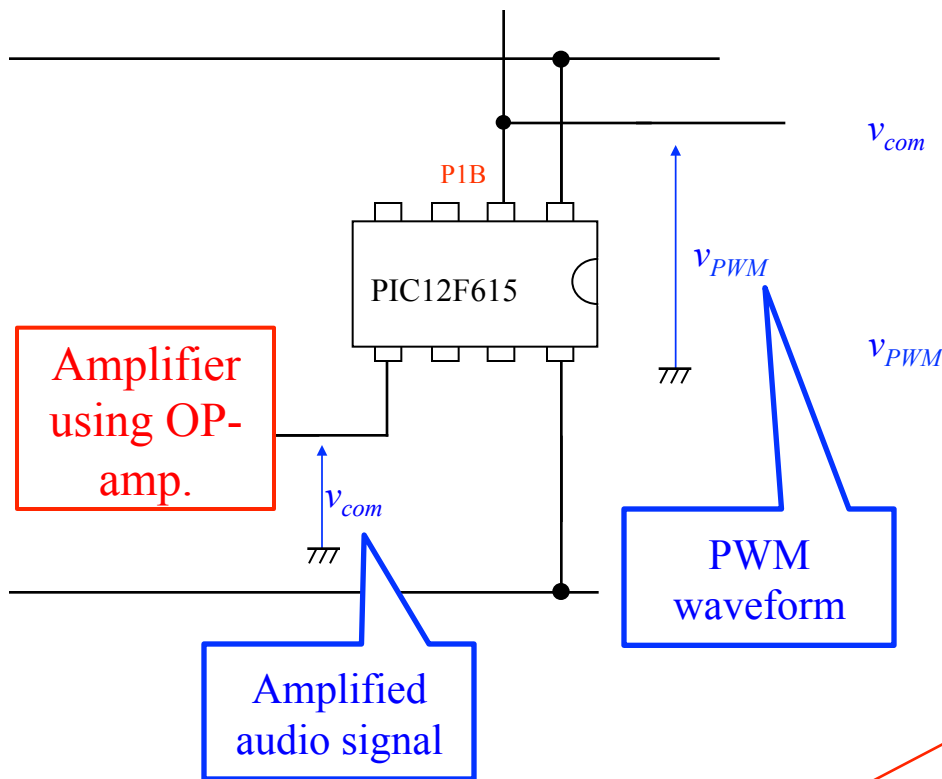 v_com
P1B
v_PWM
PIC12F615
Amplifier
using OP-
amp.
v_PWM
v_com
PWM
waveform
Amplified
audio signal